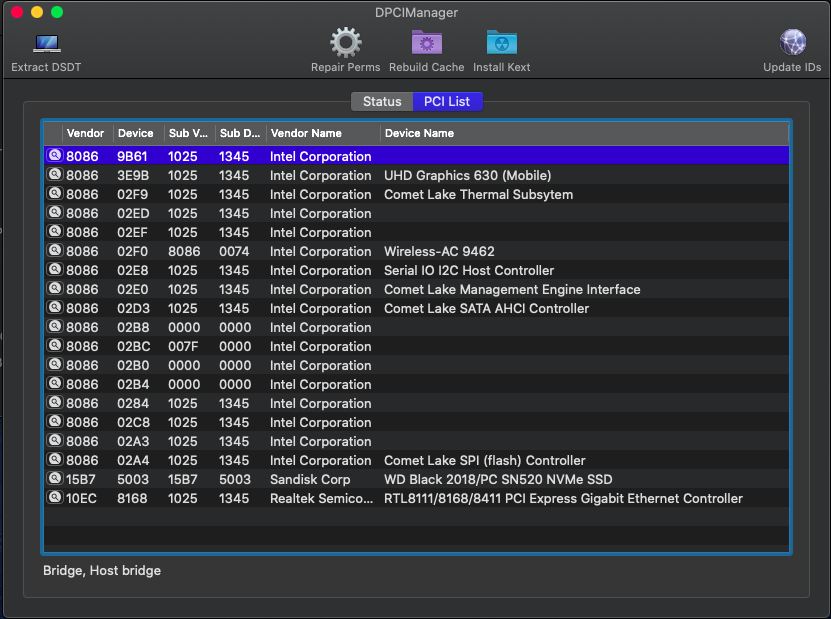 DPCIManager
Extract DSDT Repair Perms Rebuild Cache Install Kext Update IDs
Status PCI List
Vendor Device Sub V... Sub D... Vendor Name Device Name
8086 9B61 1025 1345 Intel Corporation
8086 3E9B 1025 1345 Intel Corporation UHD Graphics 630 (Mobile)
8086 02F9 1025 1345 Intel Corporation Comet Lake Thermal Subsytem
8086 02ED 1025 1345 Intel Corporation
8086 02EF 1025 1345 Intel Corporation
8086 02F0 8086 0074 Intel Corporation Wireless-AC 9462
8086 02E8 1025 1345 Intel Corporation Serial IO I2C Host Controller
8086 02E0 1025 1345 Intel Corporation Comet Lake Management Engine Interface
8086 02D3 1025 1345 Intel Corporation Comet Lake SATA AHCI Controller
8086 02B8 0000 0000 Intel Corporation
8086 02BC 007F 0000 Intel Corporation
8086 02B0 0000 0000 Intel Corporation
8086 02B4 0000 0000 Intel Corporation
8086 0284 1025 1345 Intel Corporation
8086 02C8 1025 1345 Intel Corporation
8086 02A3 1025 1345 Intel Corporation
8086 02A4 1025 1345 Intel Corporation Comet Lake SPI (flash) Controller
15B7 5003 15B7 5003 Sandisk Corp WD Black 2018/PC SN520 NVMe SSD
10EC 8168 1025 1345 Realtek Semico... RTL8111/8168/8411 PCI Express Gigabit Ethernet Controller
Bridge, Host bridge